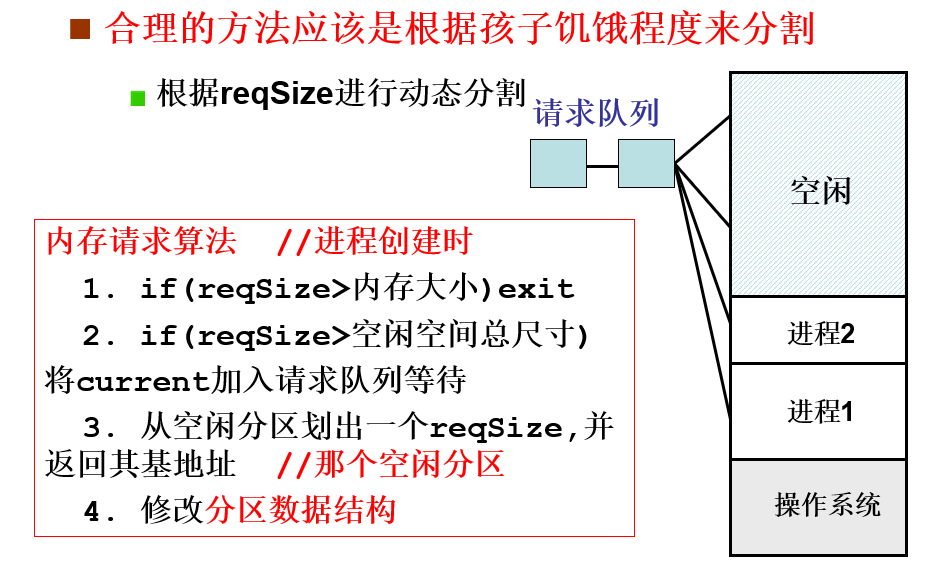 合理的方法应该是根据孩子饥饿程度来分割
根据reqSize进行动态分割
请求队列
内存请求算法 //进程创建时
1. if(reqSize>内存大小)exit
2. if(reqSize>空闲空间总尺寸)
将current加入请求队列等待
3. 从空闲分区划出一个reqSize,并
返回其基地址 //那个空闲分区
4. 修改分区数据结构
空闲
进程2
进程1
操作系统